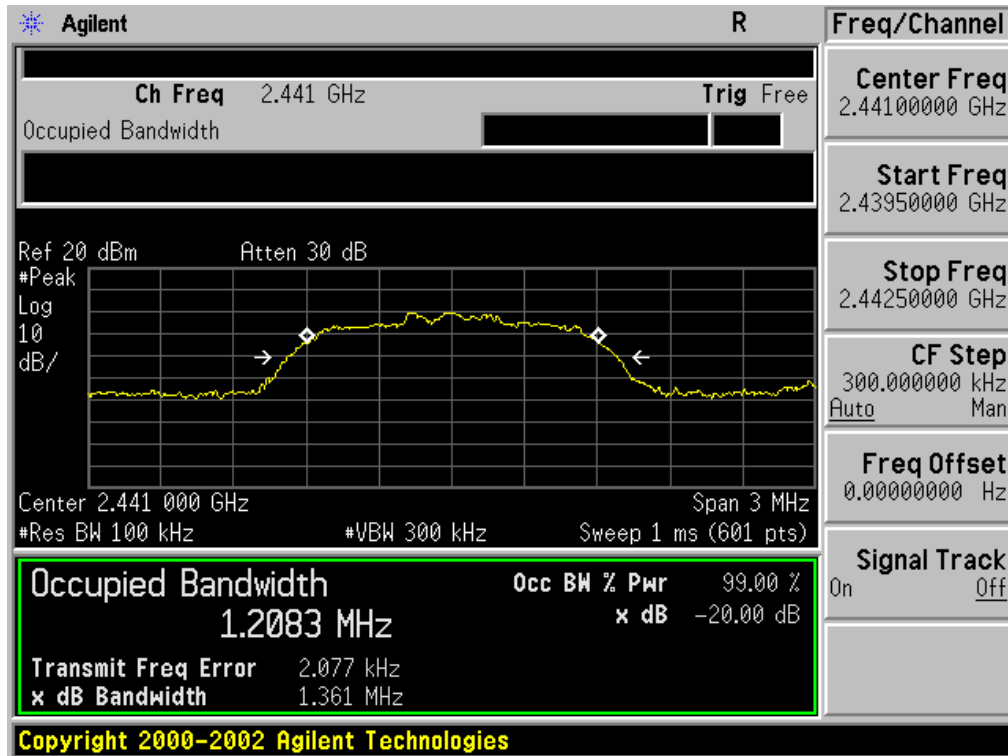 Agilent R Freq/Channel
Ch Freq 2.441 GHz Trig Free
Occupied Bandwidth
Center Freq
2.44100000 GHz
Start Freq
2.43950000 GHz
Stop Freq
2.44250000 GHz
CF Step
300.000000 kHz
Auto Man
Freq Offset
0.00000000 Hz
Signal Track
On Off
Ref 20 dBm Atten 30 dB
#Peak
Log
10
dB/
Center 2.441 000 GHz Span 3 MHz
#Res BW 100 kHz #VBW 300 kHz Sweep 1 ms (601 pts)
Occupied Bandwidth Occ BW % Pwr 99.00 %
1.2083 MHz x dB -20.00 dB
Transmit Freq Error 2.077 kHz
x dB Bandwidth 1.361 MHz
Copyright 2000-2002 Agilent Technologies